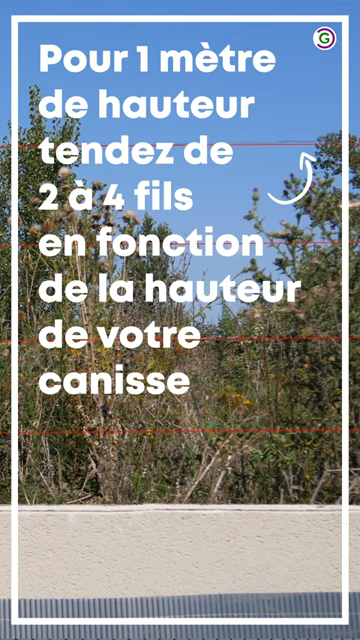 G
Pour 1 mètre
de hauteur
tendez de
2 à 4 fils
en fonction
de la hauteur
de votre
canisse